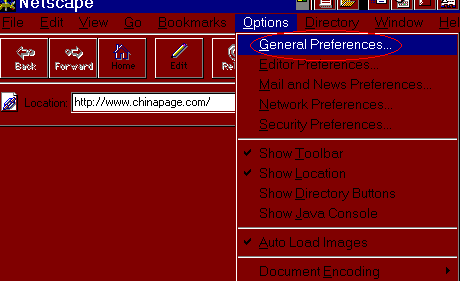 Netscape
File Edit View Go Bookmarks Options Directory Window
Back Forward Home Edit
Location: http://www.chinapage.com/
General Preferences...
Editor Preferences...
Mail and News Preferences...
Network Preferences...
Security Preferences...
✓ Show Toolbar
✓ Show Location
Show Directory Buttons
Show Java Console
✓ Auto Load Images
Document Encoding